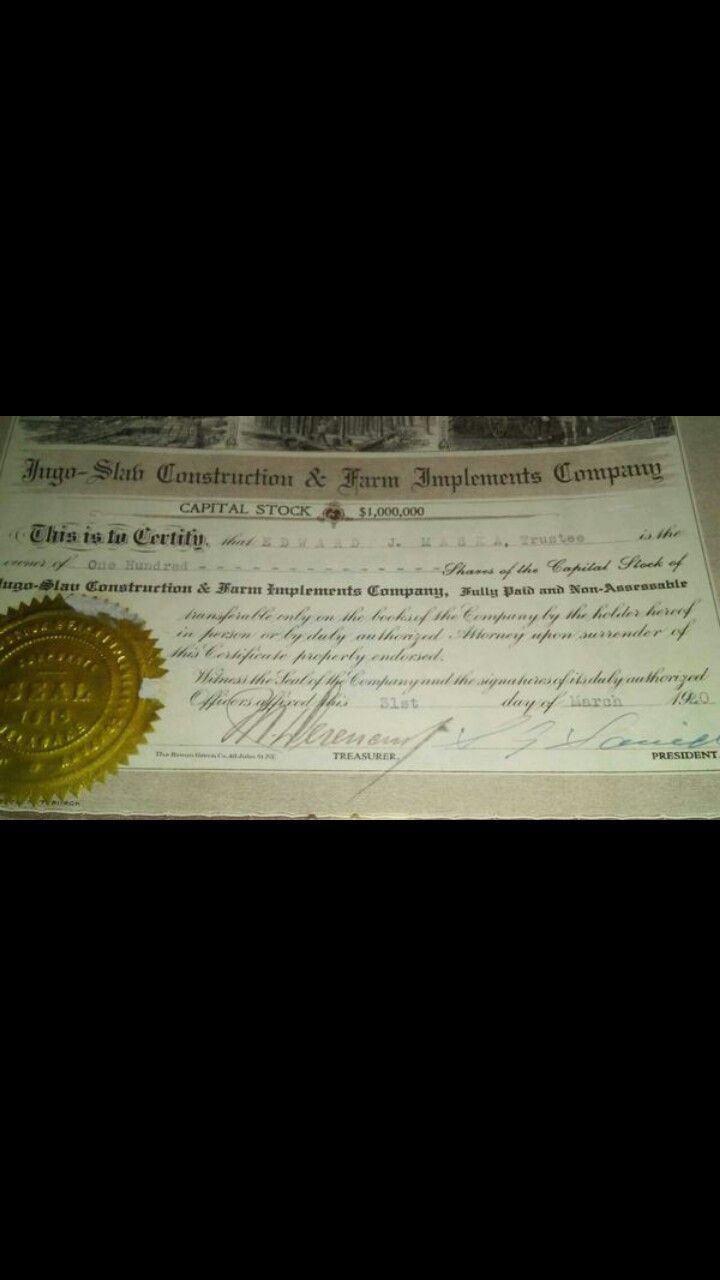 Jugo-Slav Construction & Farm Implements Company
CAPITAL STOCK $1,000,000
This is to Certify, that EDWARD J. MASKA, Trustee is the
owner of One Hundred - - - - - - - - - - - - - - Shares of the Capital Stock of
Jugo-Slav Construction & Farm Implements Company, Fully Paid and Non-Assessable
transferable only on the books of the Company by the holder hereof
in person or by duly authorized Attorney upon surrender of
this Certificate properly endorsed.
Witness the Seal of the Company and the signatures of its duly authorized
Officers affixed this 31st day of March 1920
SEAL
1919
TREASURER.
PRESIDENT.